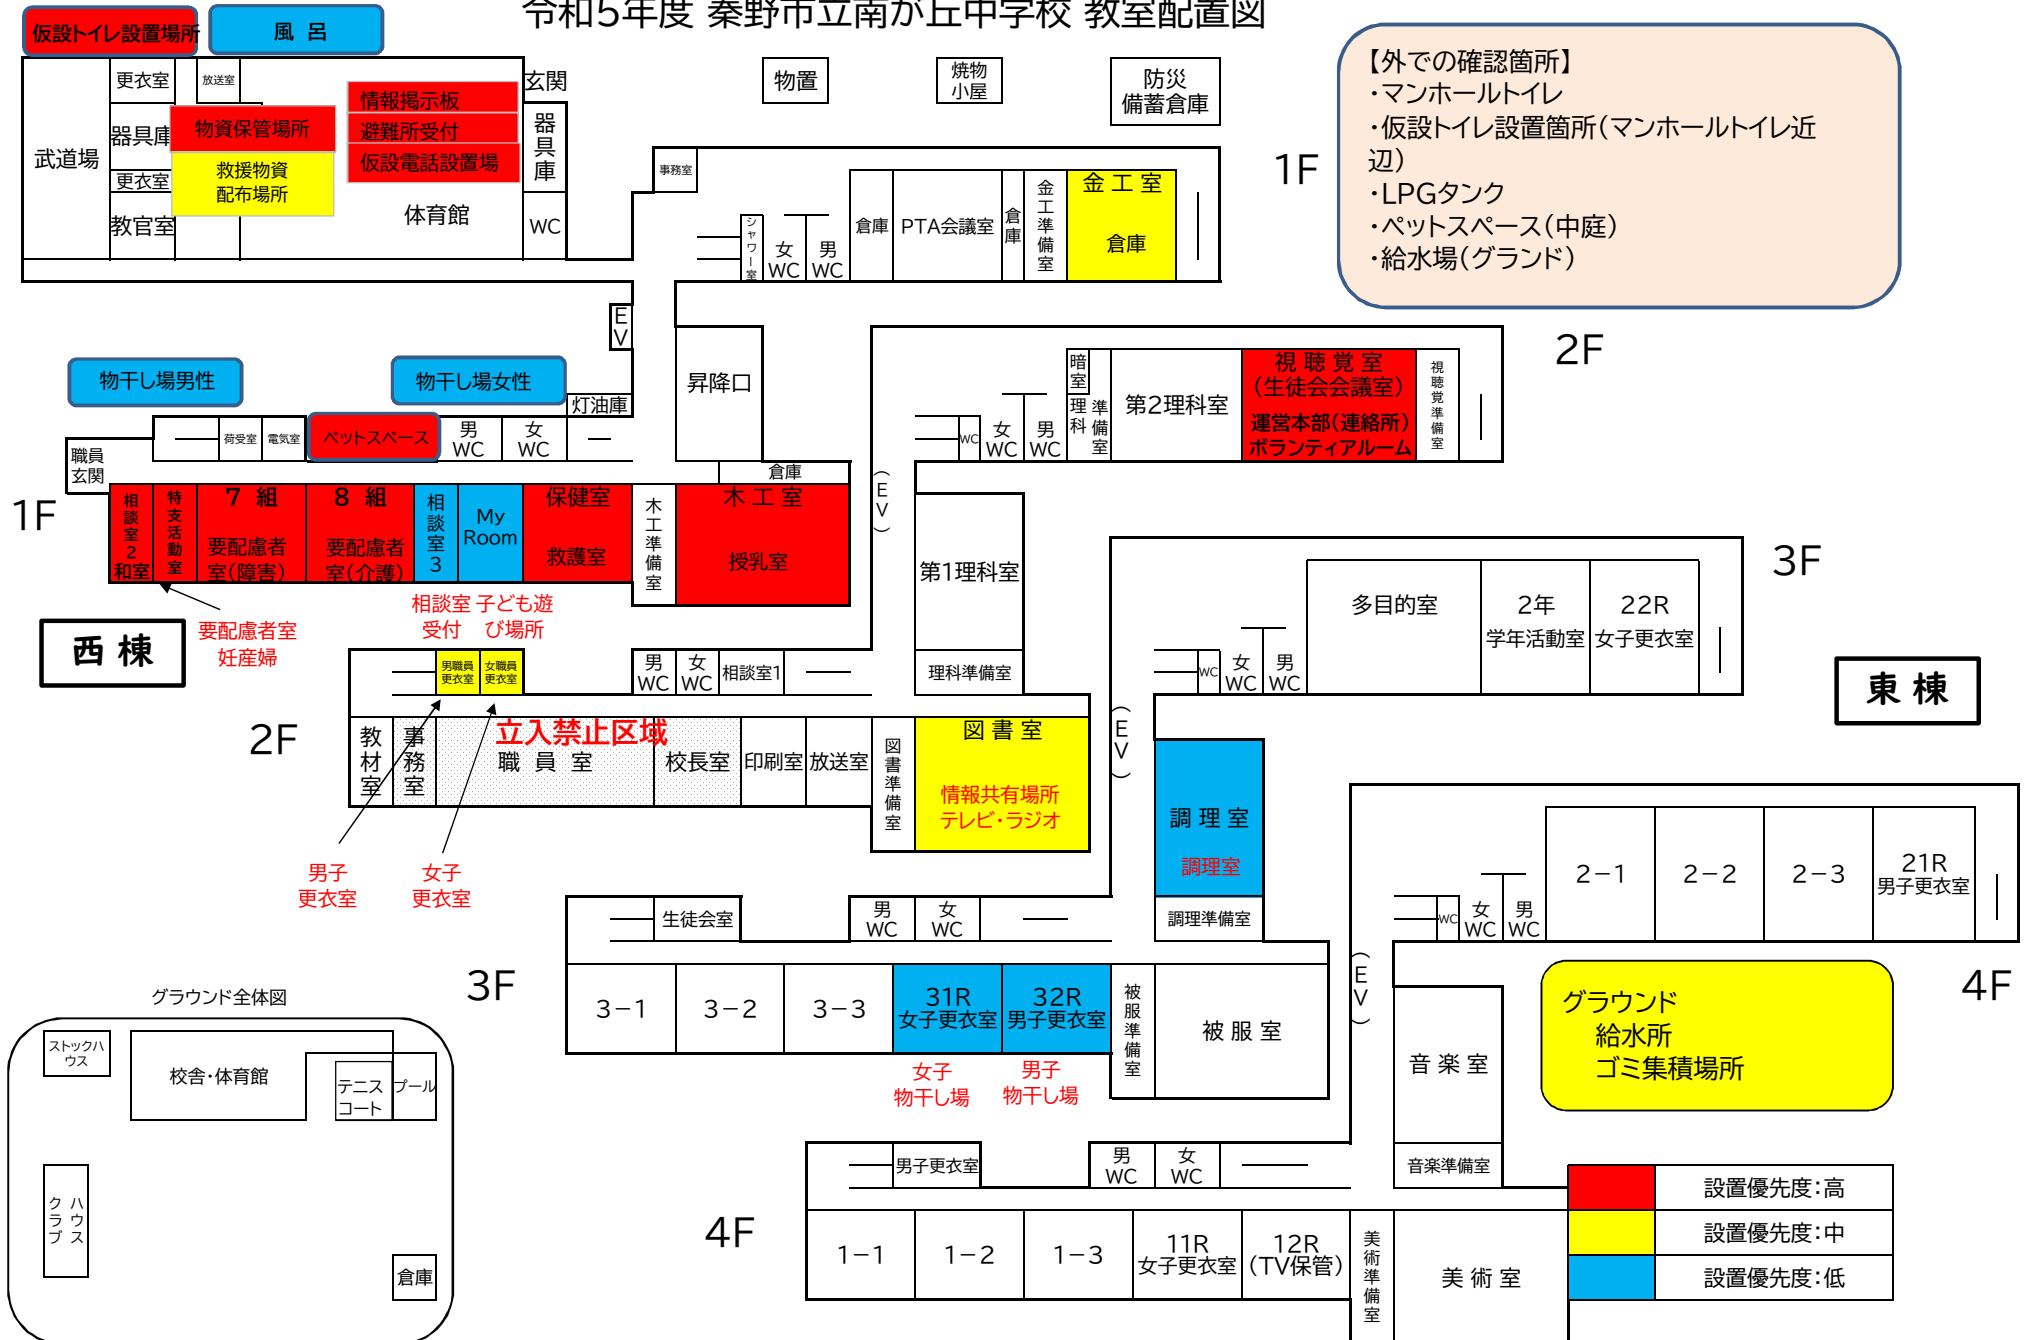 令和5年度 秦野市立南が丘中学校 教室配置図
仮設トイレ設置場所
風 呂
武道場
更衣室
放送室
器具庫
更衣室
教官室
物資保管場所
救援物資
配布場所
情報掲示板
避難所受付
仮設電話設置場
体育館
玄関
器具庫
WC
物置
焼物
小屋
防災
備蓄倉庫
【外での確認箇所】
・マンホールトイレ
・仮設トイレ設置箇所(マンホールトイレ近
辺)
・LPGタンク
・ペットスペース(中庭)
・給水場(グランド)
1F
事務室
シャワー室
女
WC
男
WC
倉庫
PTA会議室
倉庫
金工準備室
金 工 室
倉庫
EV
昇降口
倉庫
物干し場男性
物干し場女性
灯油庫
職員
玄関
荷受室
電気室
ペットスペース
男
WC
女
WC
1F
相談室2
和室
特支活動室
7 組
要配慮者
室(障害)
8 組
要配慮者
室(介護)
相談室3
My
Room
保健室
救護室
木工準備室
木 工 室
授乳室
要配慮者室
妊産婦
相談室
受付
子ども遊
び場所
西 棟
2F
(EV)
WC
女
WC
男
WC
暗室
理科
準備室
第2理科室
視 聴 覚 室
(生徒会会議室)
運営本部(連絡所)
ボランティアルーム
視聴覚準備室
第1理科室
理科準備室
2F
男職員
更衣室
女職員
更衣室
男
WC
女
WC
相談室1
教材室
事務室
立入禁止区域
職 員 室
校長室
印刷室
放送室
図書準備室
図 書 室
情報共有場所
テレビ・ラジオ
男子
更衣室
女子
更衣室
3F
(EV)
WC
女
WC
男
WC
多目的室
2年
学年活動室
22R
女子更衣室
東 棟
調 理 室
調理室
調理準備室
3F
生徒会室
男
WC
女
WC
3-1
3-2
3-3
31R
女子更衣室
32R
男子更衣室
被服準備室
被 服 室
女子
物干し場
男子
物干し場
4F
(EV)
WC
女
WC
男
WC
2-1
2-2
2-3
21R
男子更衣室
音 楽 室
音楽準備室
グラウンド
給水所
ゴミ集積場所
4F
男子更衣室
男
WC
女
WC
1-1
1-2
1-3
11R
女子更衣室
12R
(TV保管)
美術準備室
美 術 室
グラウンド全体図
ストックハ
ウス
校舎・体育館
テニス
コート
プール
クラブ
ハウス
倉庫
設置優先度:高
設置優先度:中
設置優先度:低